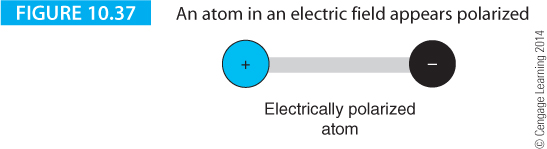 FIGURE 10.37 An atom in an electric field appears polarized
+ −
Electrically polarized
atom
© Cengage Learning 2014